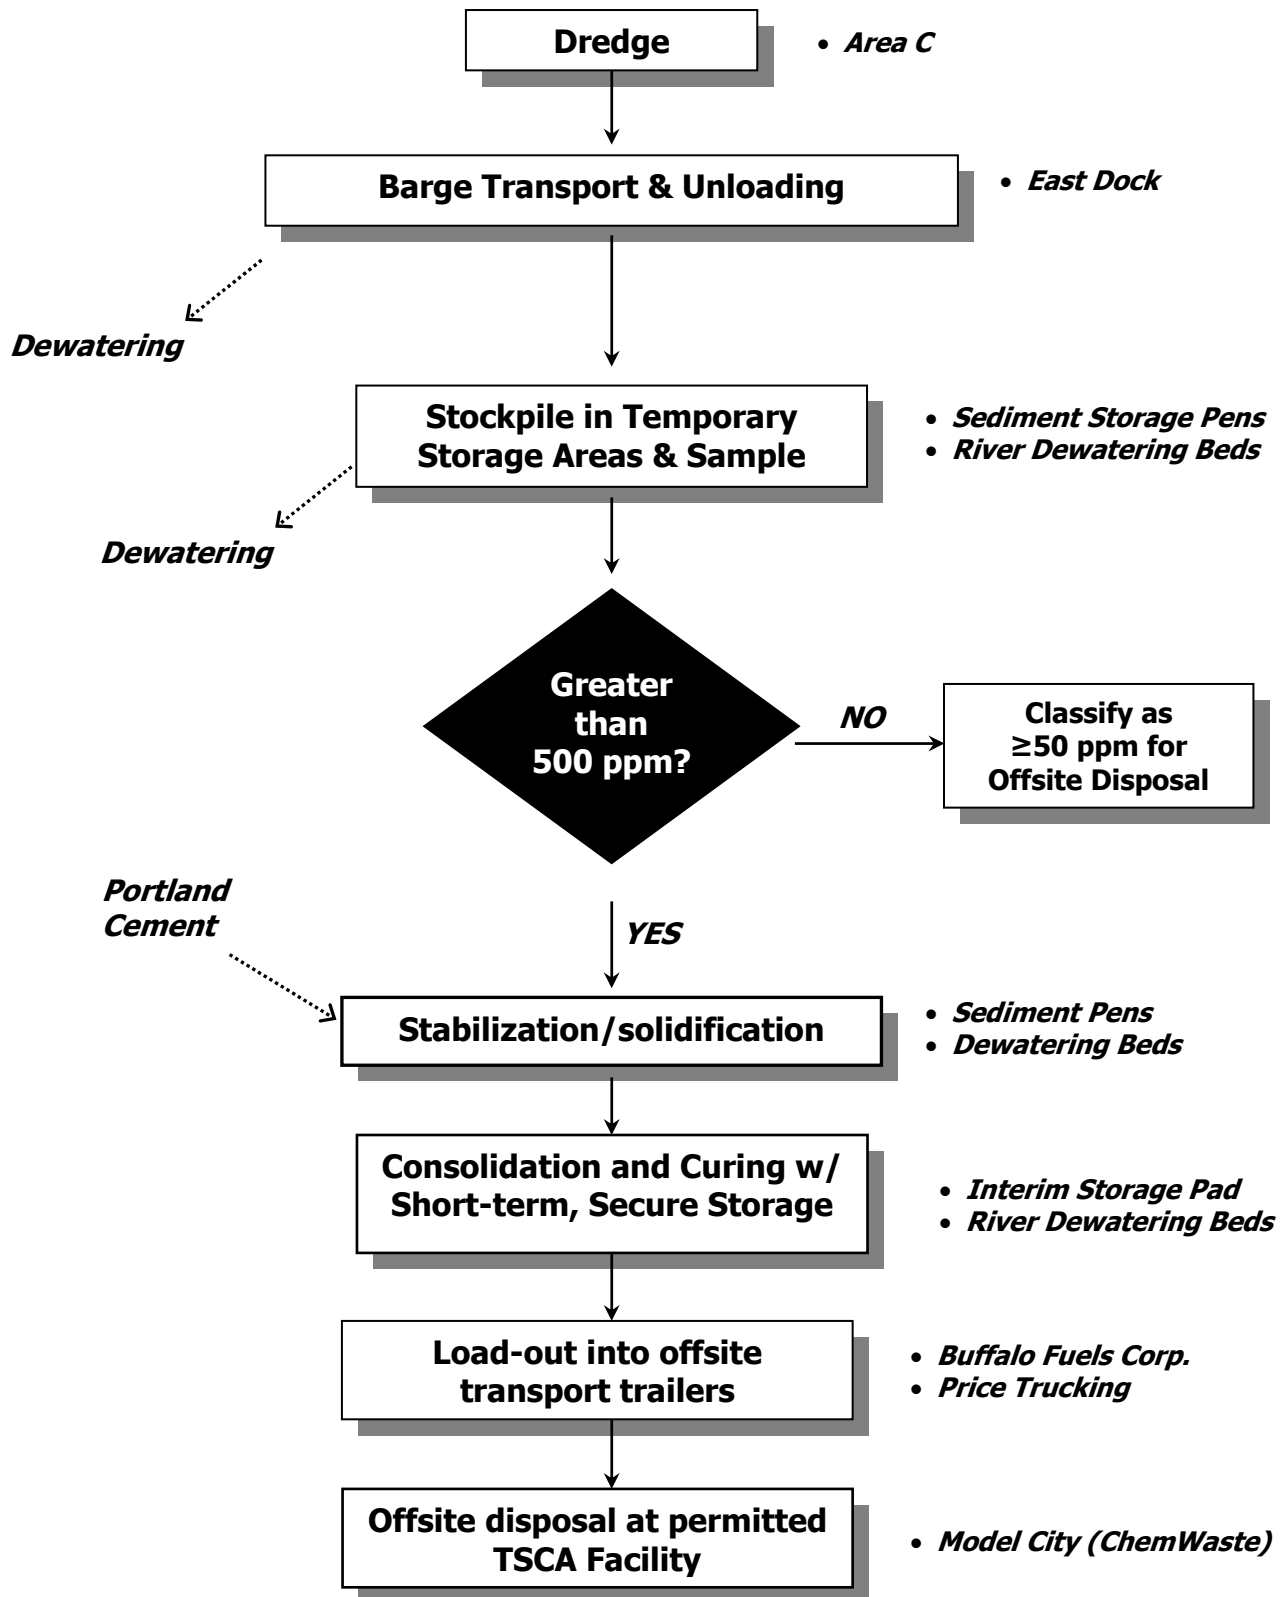 Dredge
• Area C
Barge Transport & Unloading
• East Dock
Dewatering
Stockpile in Temporary
Storage Areas & Sample
• Sediment Storage Pens
• River Dewatering Beds
Dewatering
Greater
than
500 ppm?
NO
Classify as
≥50 ppm for
Offsite Disposal
Portland
Cement
YES
Stabilization/solidification
• Sediment Pens
• Dewatering Beds
Consolidation and Curing w/
Short-term, Secure Storage
• Interim Storage Pad
• River Dewatering Beds
Load-out into offsite
transport trailers
• Buffalo Fuels Corp.
• Price Trucking
Offsite disposal at permitted
TSCA Facility
• Model City (ChemWaste)